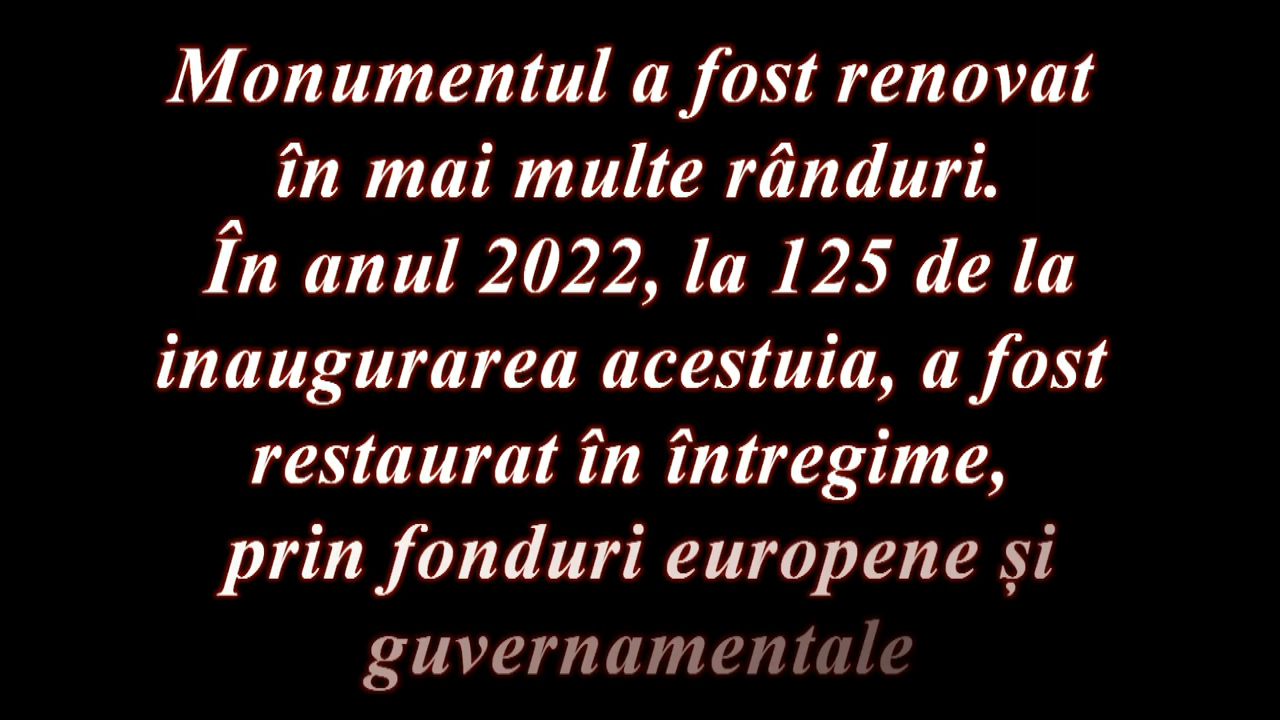 Monumentul a fost renovat
în mai multe rânduri.
În anul 2022, la 125 de la
inaugurarea acestuia, a fost
restaurat în întregime,
prin fonduri europene și
guvernamentale